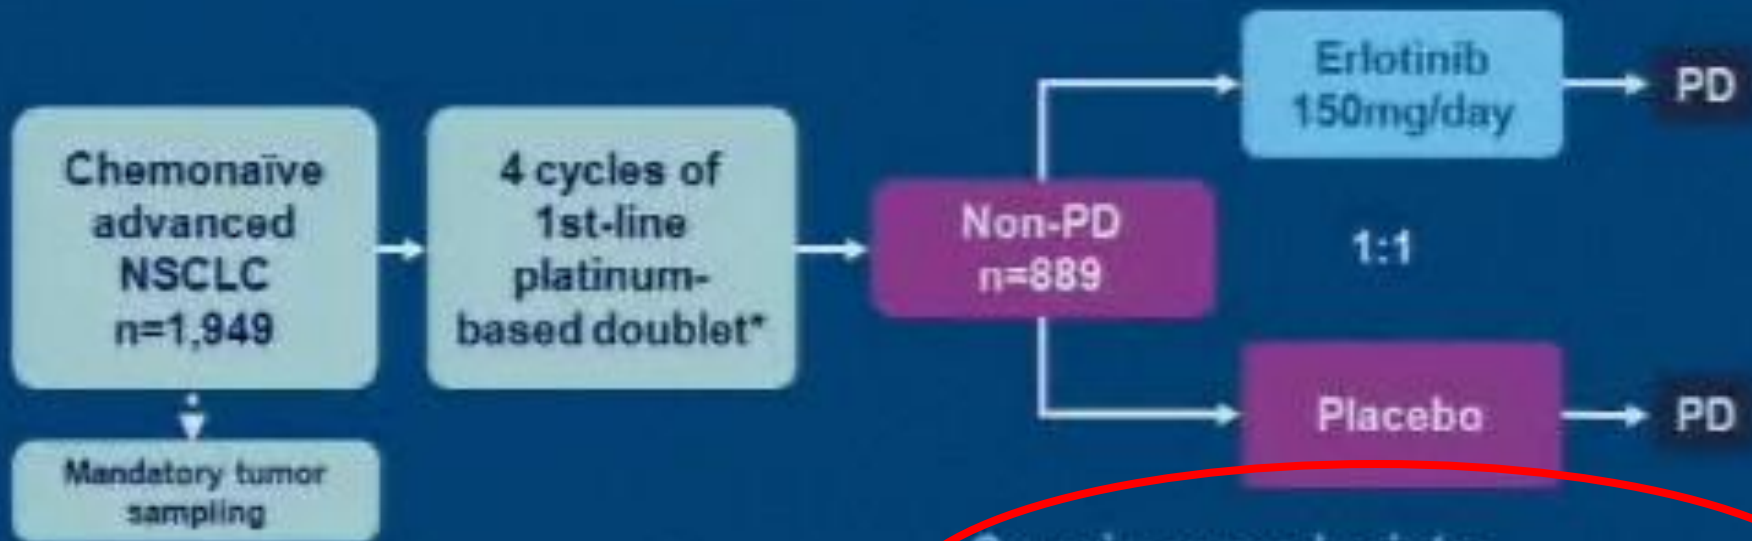 Chemonaïve
advanced
NSCLC
n=1,949
4 cycles of
1st-line
platinum-
based doublet*
Non-PD
n=889
Erlotinib
150mg/day
PD
1:1
Placebo
PD
Mandatory tumor
sampling